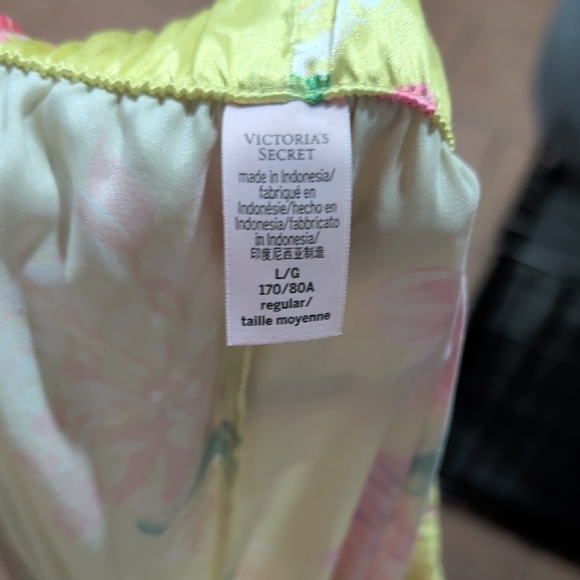 VICTORIA'S
SECRET
made in Indonesia/
fabriqué en
Indonésie/hecho en
Indonesia/fabbricato
in Indonesia/
印度尼西亚制造
L/G
170/80A
regular/
taille moyenne